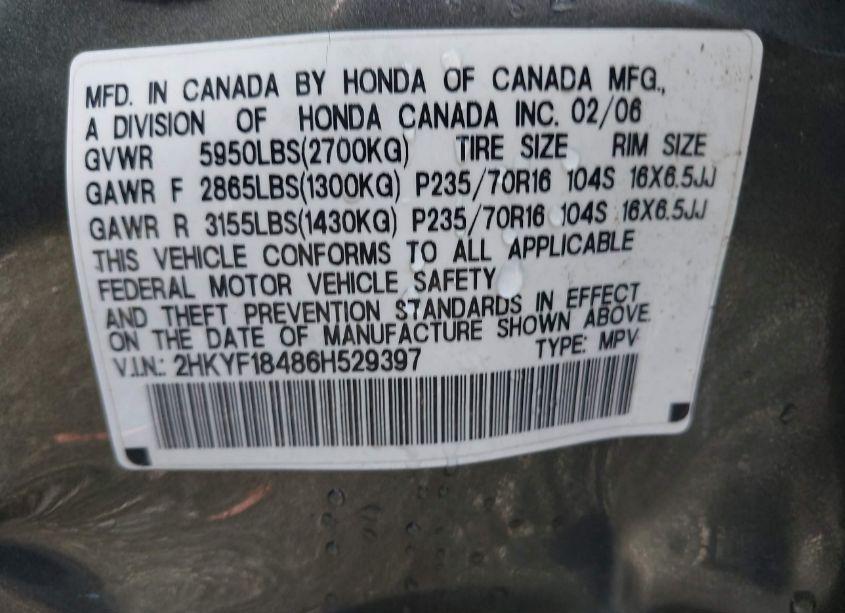 MFD. IN CANADA BY HONDA OF CANADA MFG.,
A DIVISION OF HONDA CANADA INC. 02/06
GVWR 5950LBS(2700KG) TIRE SIZE RIM SIZE
GAWR F 2865LBS(1300KG) P235/70R16 104S 16X6.5JJ
GAWR R 3155LBS(1430KG) P235/70R16 104S 16X6.5JJ
THIS VEHICLE CONFORMS TO ALL APPLICABLE
FEDERAL MOTOR VEHICLE SAFETY
AND THEFT PREVENTION STANDARDS IN EFFECT
ON THE DATE OF MANUFACTURE SHOWN ABOVE.
V.I.N.: 2HKYF18486H529397 TYPE: MPV